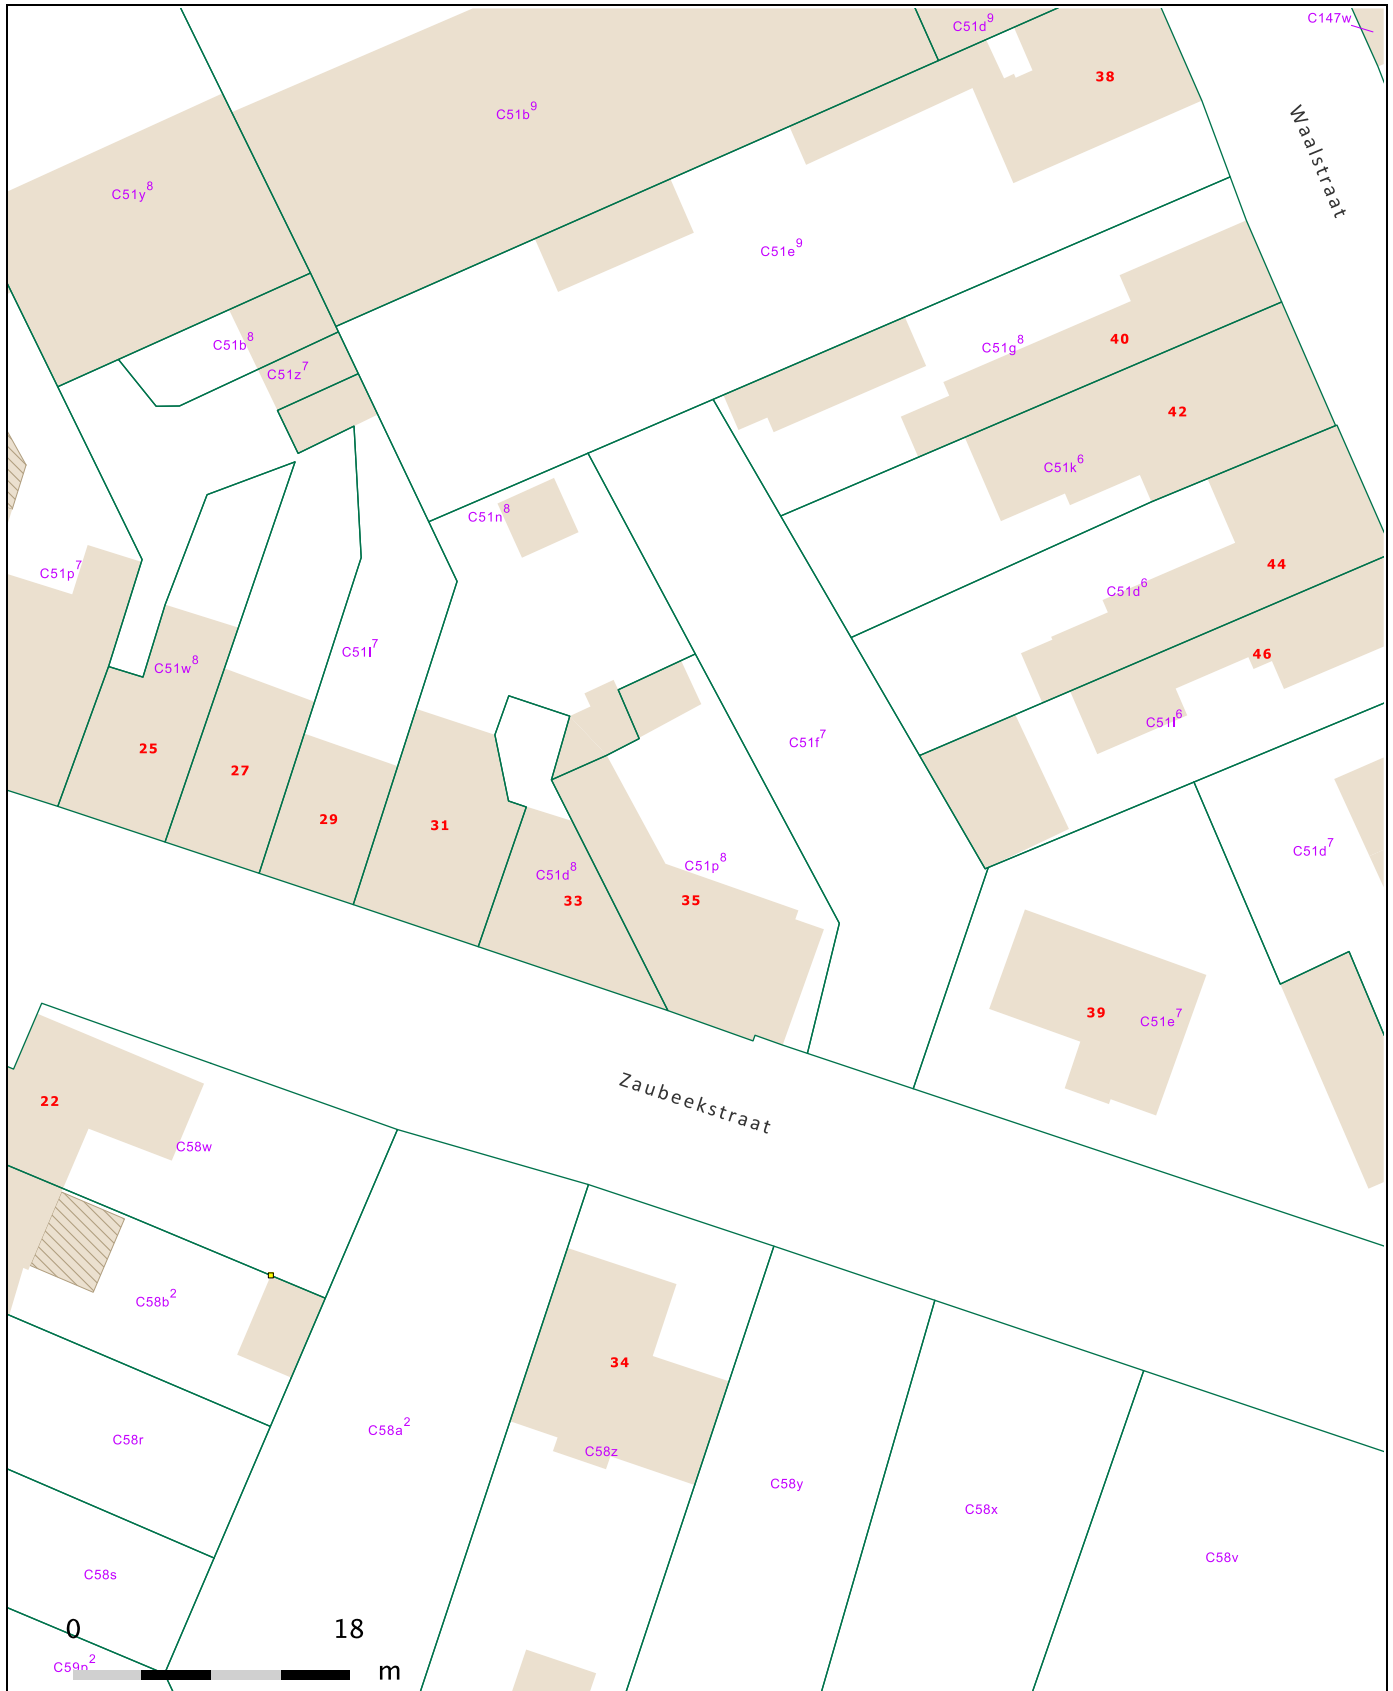 C51d⁹
C147w
38
C51b⁹
Waalstraat
C51y⁸
C51e⁹
C51b⁸
40
C51g⁸
C51z⁷
42
C51k⁶
C51n⁸
44
C51p⁷
C51d⁶
C51l⁷
46
C51w⁸
C51l⁶
C51f⁷
25
27
29
31
C51d⁷
C51p⁸
C51d⁸
33
35
39
C51e⁷
Zaubeekstraat
22
C58w
C58b²
34
C58a²
C58r
C58z
C58y
C58x
C58v
C58s
0 18
C59p²
m